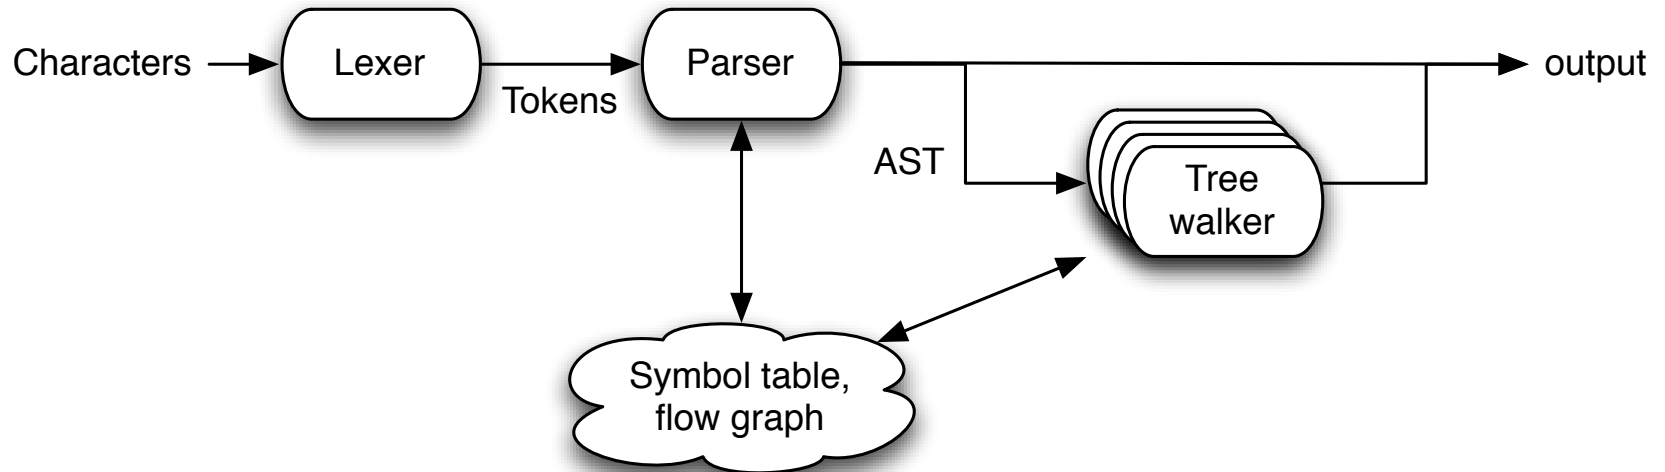 Characters
Lexer
Tokens
Parser
output
AST
Tree
walker
Symbol table,
flow graph